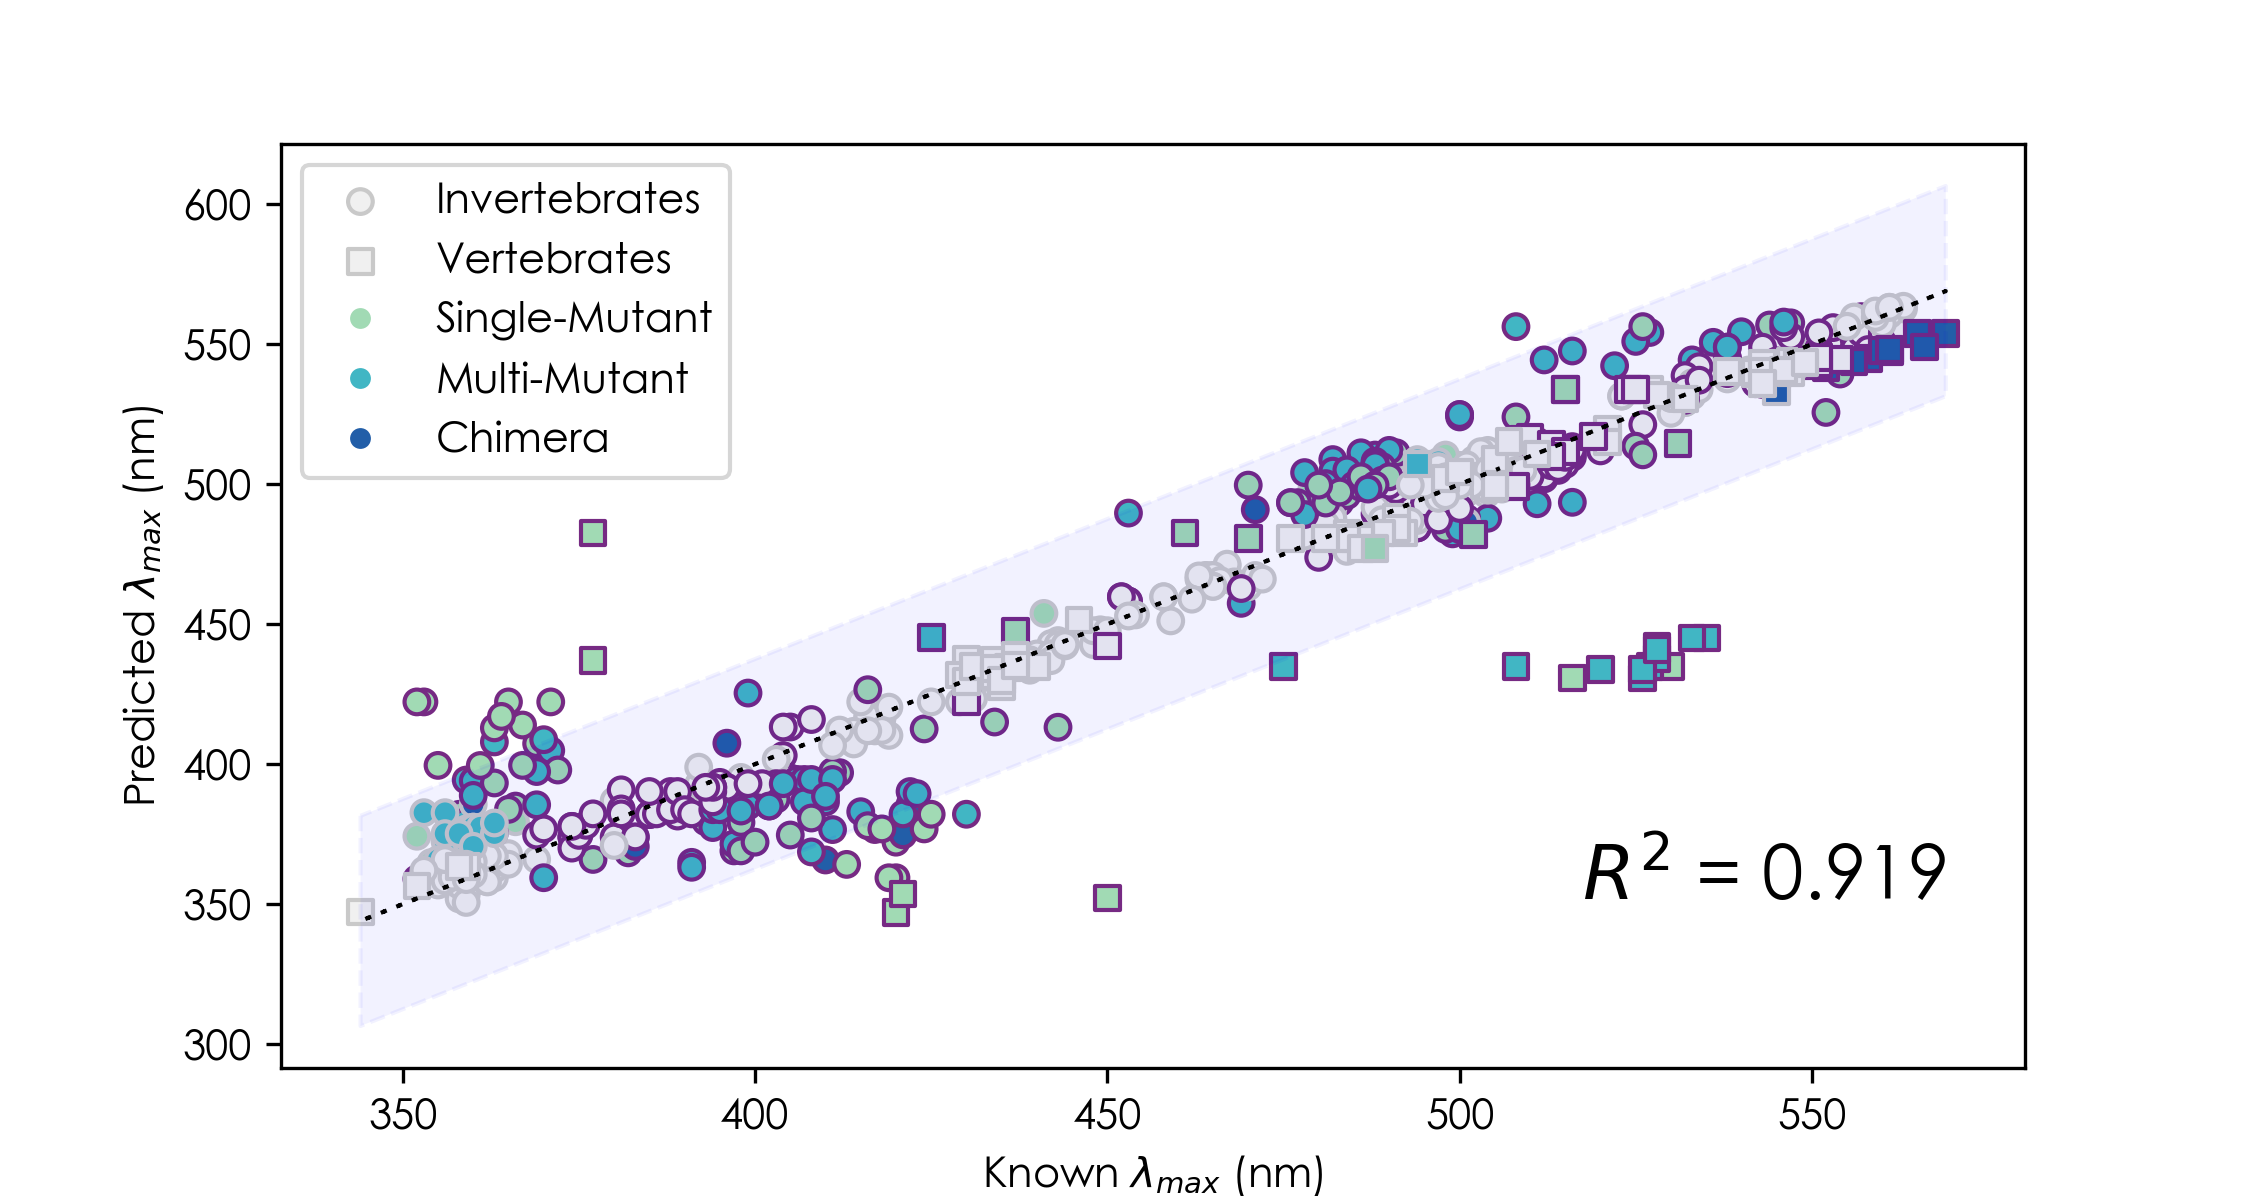 Invertebrates
Vertebrates
Single-Mutant
Multi-Mutant
Chimera
600
550
500
450
400
350
300
Predicted λmax (nm)
R² = 0.919
350 400 450 500 550
Known λmax (nm)